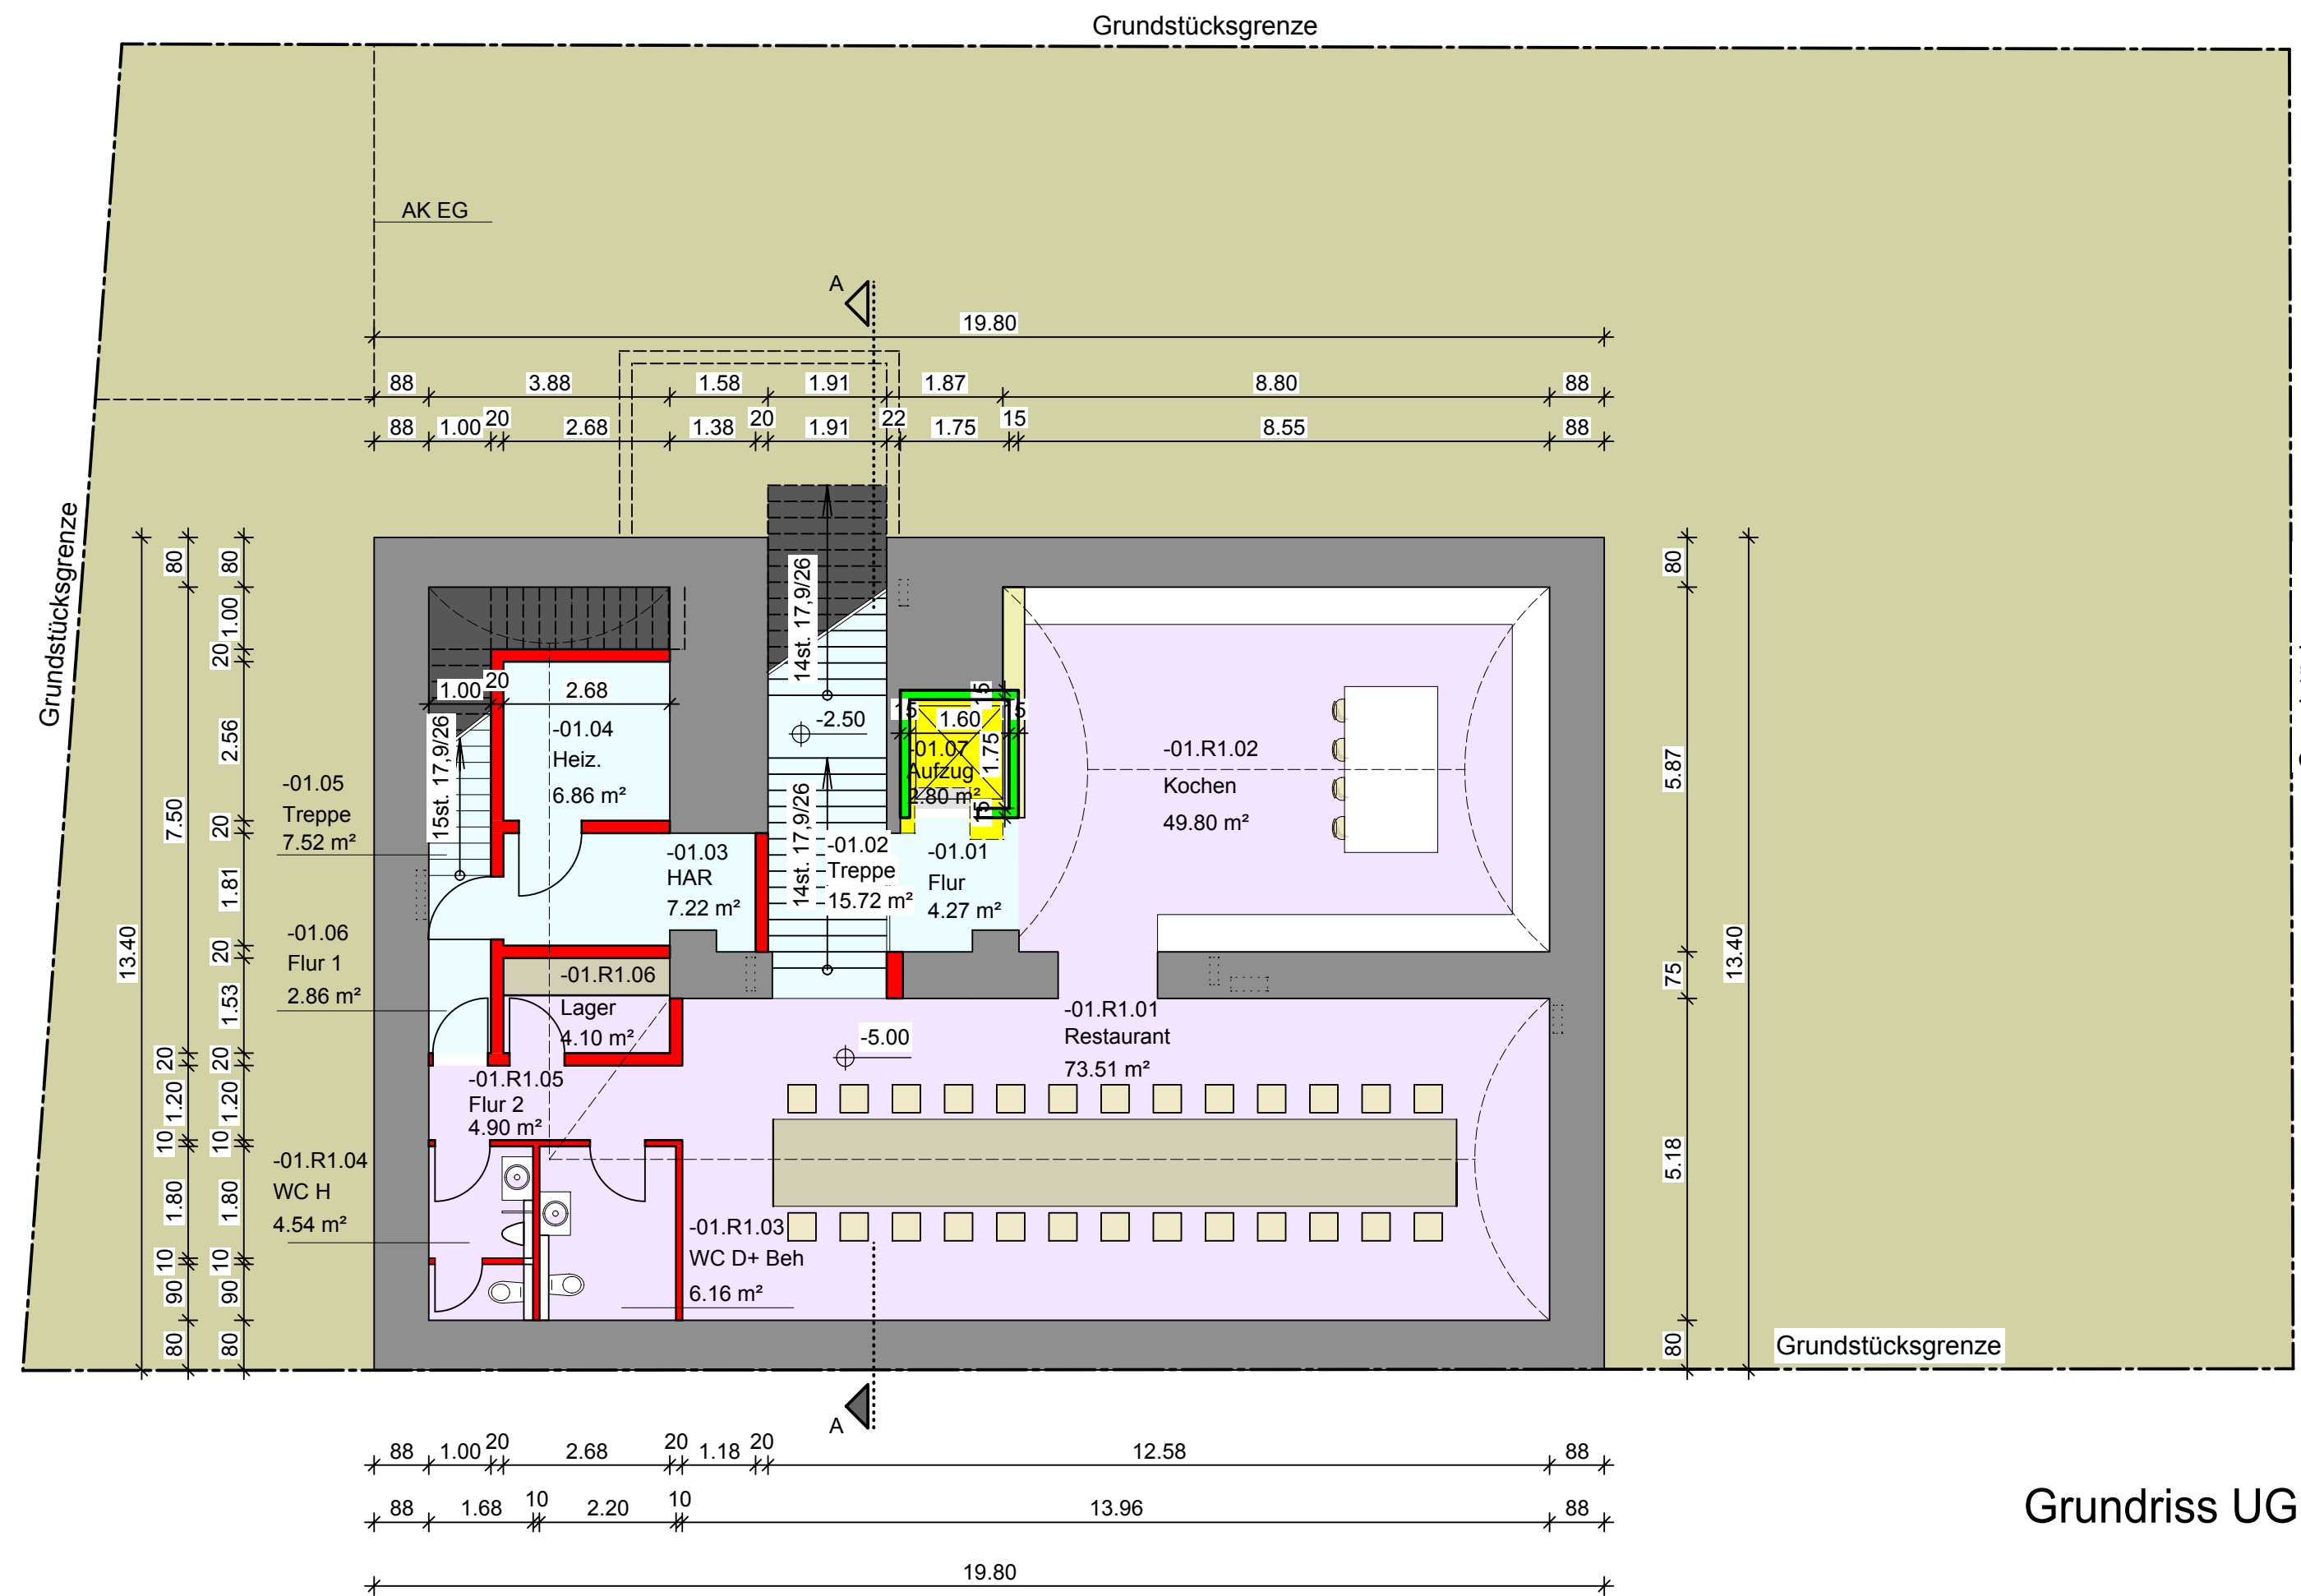 Grundstücksgrenze
AK EG
A
19.80
88
3.88
1.58
1.91
1.87
8.80
88
88
1.00
20
2.68
1.38
20
1.91
22
1.75
15
8.55
88
Grundstücksgrenze
13.40
80
7.50
20
1.20
10
1.80
10
90
80
80
1.00
20
2.56
20
1.81
20
1.53
20
1.20
10
1.80
10
90
80
80
5.87
75
5.18
80
13.40
1.00
20
2.68
15st. 17,9/26
14st. 17,9/26
14st. 17,9/26
-2.50
15
15
1.60
15
1.75
15
-01.04
Heiz.
6.86 m²
-01.07
Aufzug
2.80 m²
-01.R1.02
Kochen
49.80 m²
-01.05
Treppe
7.52 m²
-01.03
HAR
7.22 m²
-01.02
Treppe
15.72 m²
-01.01
Flur
4.27 m²
-01.06
Flur 1
2.86 m²
-01.R1.06
Lager
4.10 m²
-01.R1.01
Restaurant
73.51 m²
-5.00
-01.R1.05
Flur 2
4.90 m²
-01.R1.04
WC H
4.54 m²
-01.R1.03
WC D+ Beh
6.16 m²
Grundstücksgrenze
A
88
1.00
20
2.68
20
1.18
20
12.58
88
88
1.68
10
2.20
10
13.96
88
19.80
Grundriss UG